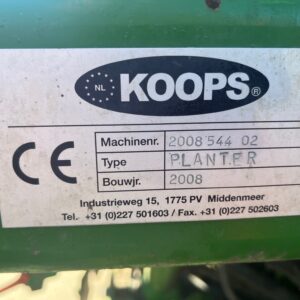 NL KOOPS®
CE
Machinenr. 2008 544 02
Type PLANTER
Bouwjr. 2008
Industrieweg 15, 1775 PV Middenmeer
Tel. +31 (0)227 501603 / Fax. +31 (0)227 502603